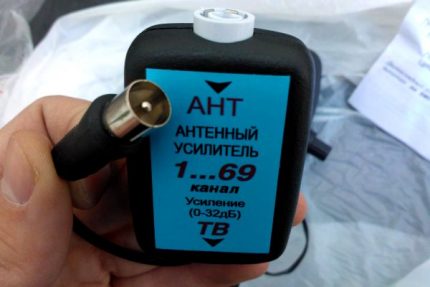 АНТ
АНТЕННЫЙ
УСИЛИТЕЛЬ
1...69
канал
Усиление
(0-32дБ)
ТВ